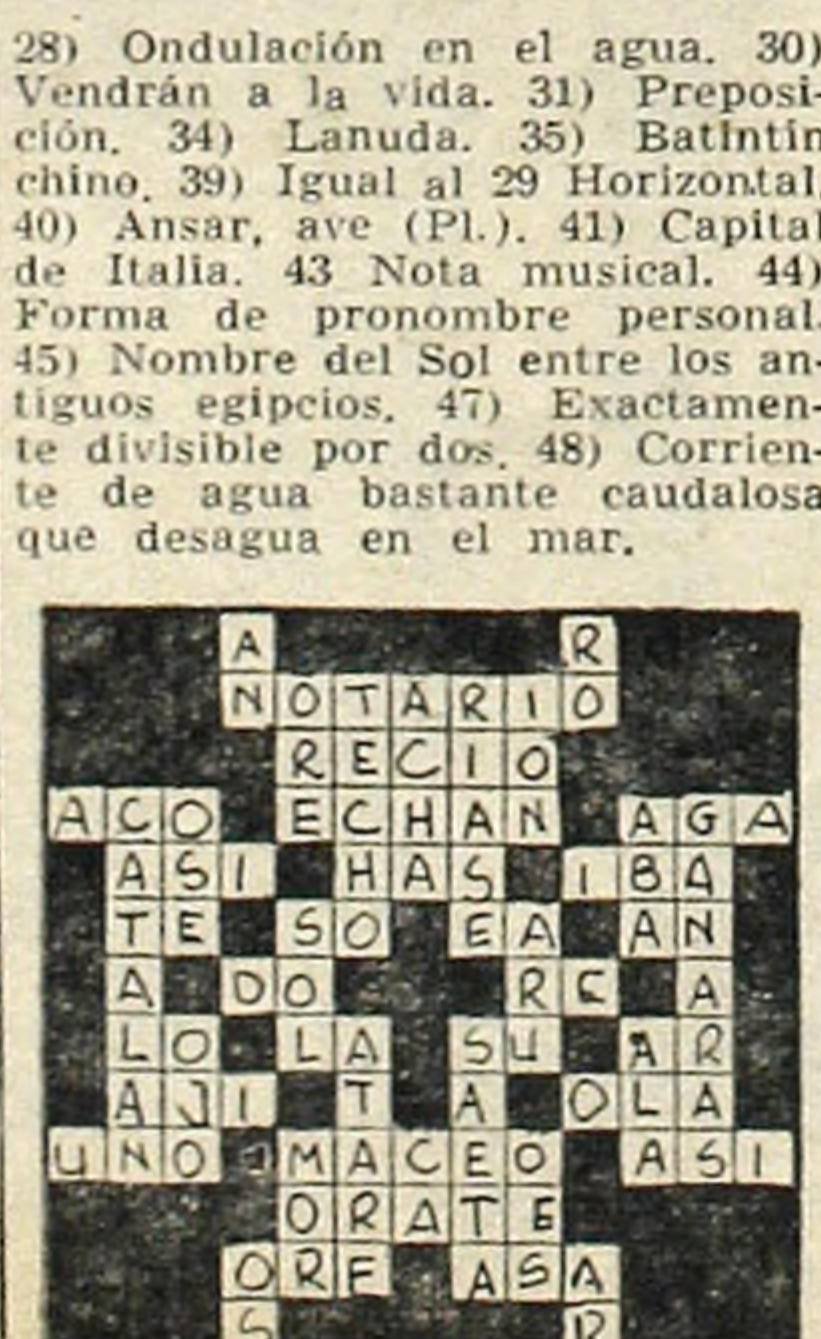 28) Ondulación en el agua. 30)
Vendrán a la vida. 31) Preposi-
ción. 34) Lanuda. 35) Batintin
chino. 39) Igual al 29 Horizontal.
40) Ansar, ave (Pl.). 41) Capital
de Italia. 43 Nota musical. 44)
Forma de pronombre personal.
45) Nombre del Sol entre los an-
tiguos egipcios. 47) Exactamen-
te divisible por dos. 48) Corrien-
te de agua bastante caudalosa
que desagua en el mar.
A R
NOTARIO
RECIO
ACO ECHAN AGA
ASI HAS IBA
TE SO EA AN
A DO RE A
LO LA SU AR
AJI T A OLA
UNO MACEO ASI
ORATE
ORF ASA
S